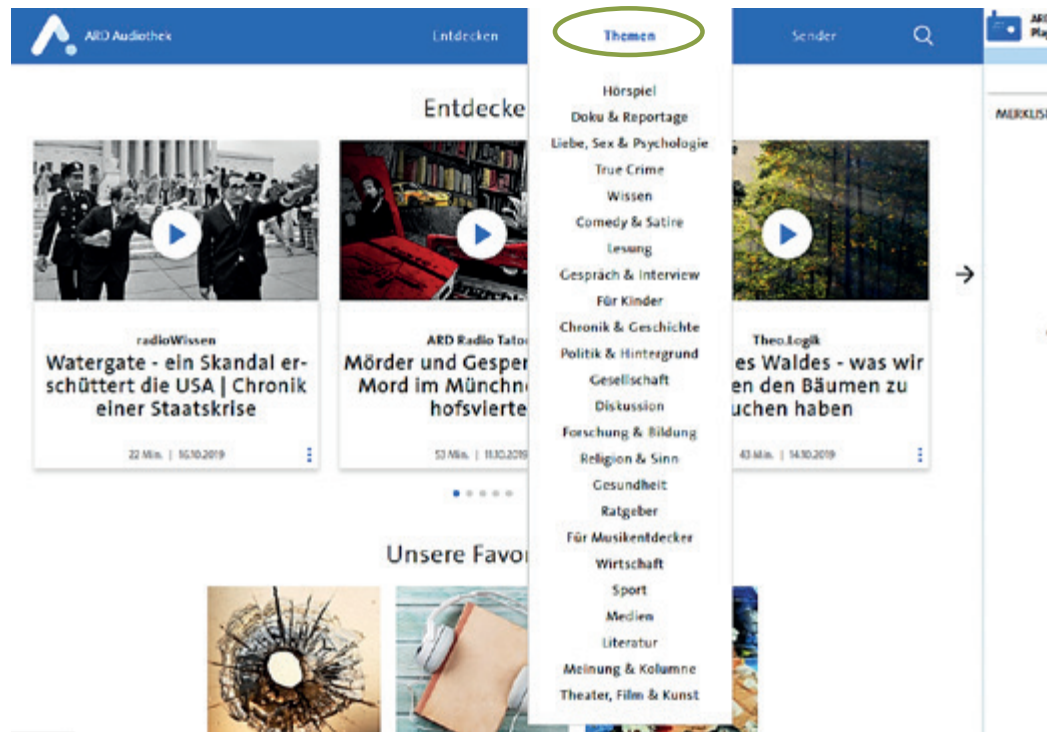 ARD Audiothek
Entdecken
Themen
Sender
ARD
Play
MERKLIS
Entdecke
Hörspiel
Doku & Reportage
Liebe, Sex & Psychologie
True Crime
Wissen
Comedy & Satire
Lesung
Gespräch & Interview
Für Kinder
Chronik & Geschichte
Politik & Hintergrund
Gesellschaft
Diskussion
Forschung & Bildung
Religion & Sinn
Gesundheit
Ratgeber
Für Musikentdecker
Wirtschaft
Sport
Medien
Literatur
Meinung & Kolumne
Theater, Film & Kunst
radioWissen
Watergate - ein Skandal er-
schüttert die USA | Chronik
einer Staatskrise
22 Min. | 16.10.2019
ARD Radio Tato
Mörder und Gespen
Mord im Münchn
hofsvierte
53 Min. | 11.10.2019
Theo.Logik
es Waldes - was wir
en den Bäumen zu
uchen haben
43 Min. | 14.10.2019
Unsere Favor